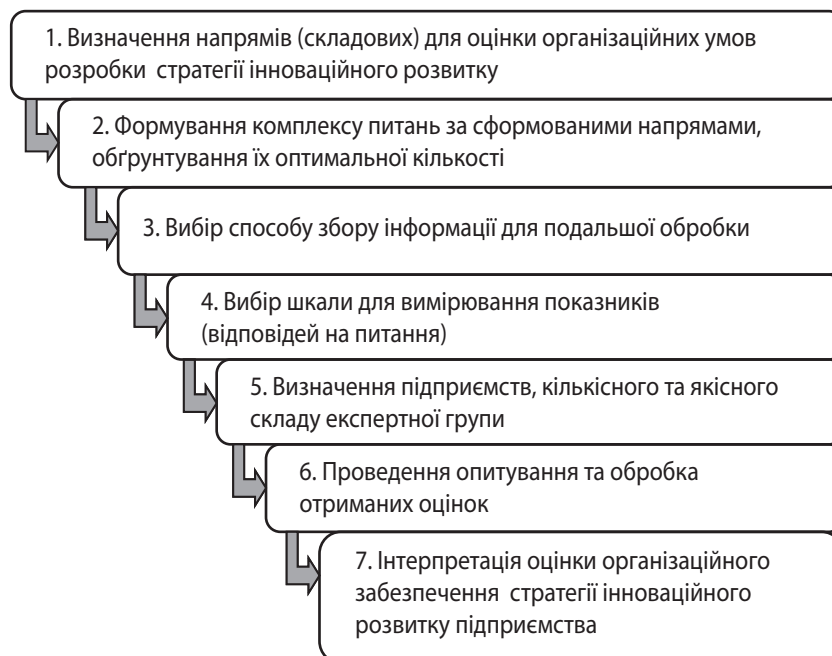 1. Визначення напрямів (складових) для оцінки організаційних умов
розробки стратегії інноваційного розвитку
2. Формування комплексу питань за сформованими напрямами,
обґрунтування їх оптимальної кількості
3. Вибір способу збору інформації для подальшої обробки
4. Вибір шкали для вимірювання показників
(відповідей на питання)
5. Визначення підприємств, кількісного та якісного
складу експертної групи
6. Проведення опитування та обробка
отриманих оцінок
7. Інтерпретація оцінки організаційного
забезпечення стратегії інноваційного
розвитку підприємства